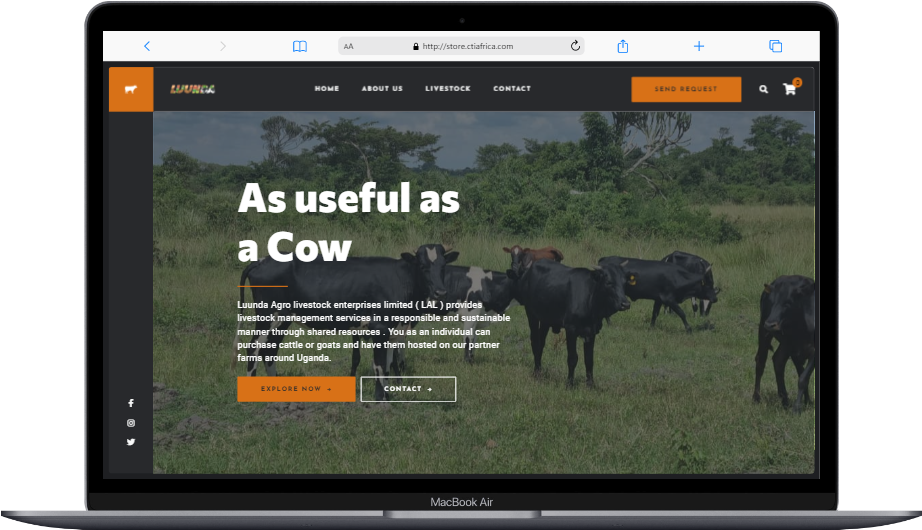 AA http://store.ctiafrica.com
LUUNDA HOME ABOUT US LIVESTOCK CONTACT SEND REQUEST
As useful as
a Cow
Luunda Agro livestock enterprises limited ( LAL ) provides
livestock management services in a responsible and sustainable
manner through shared resources . You as an individual can
purchase cattle or goats and have them hosted on our partner
farms around Uganda.
EXPLORE NOW → CONTACT →
MacBook Air